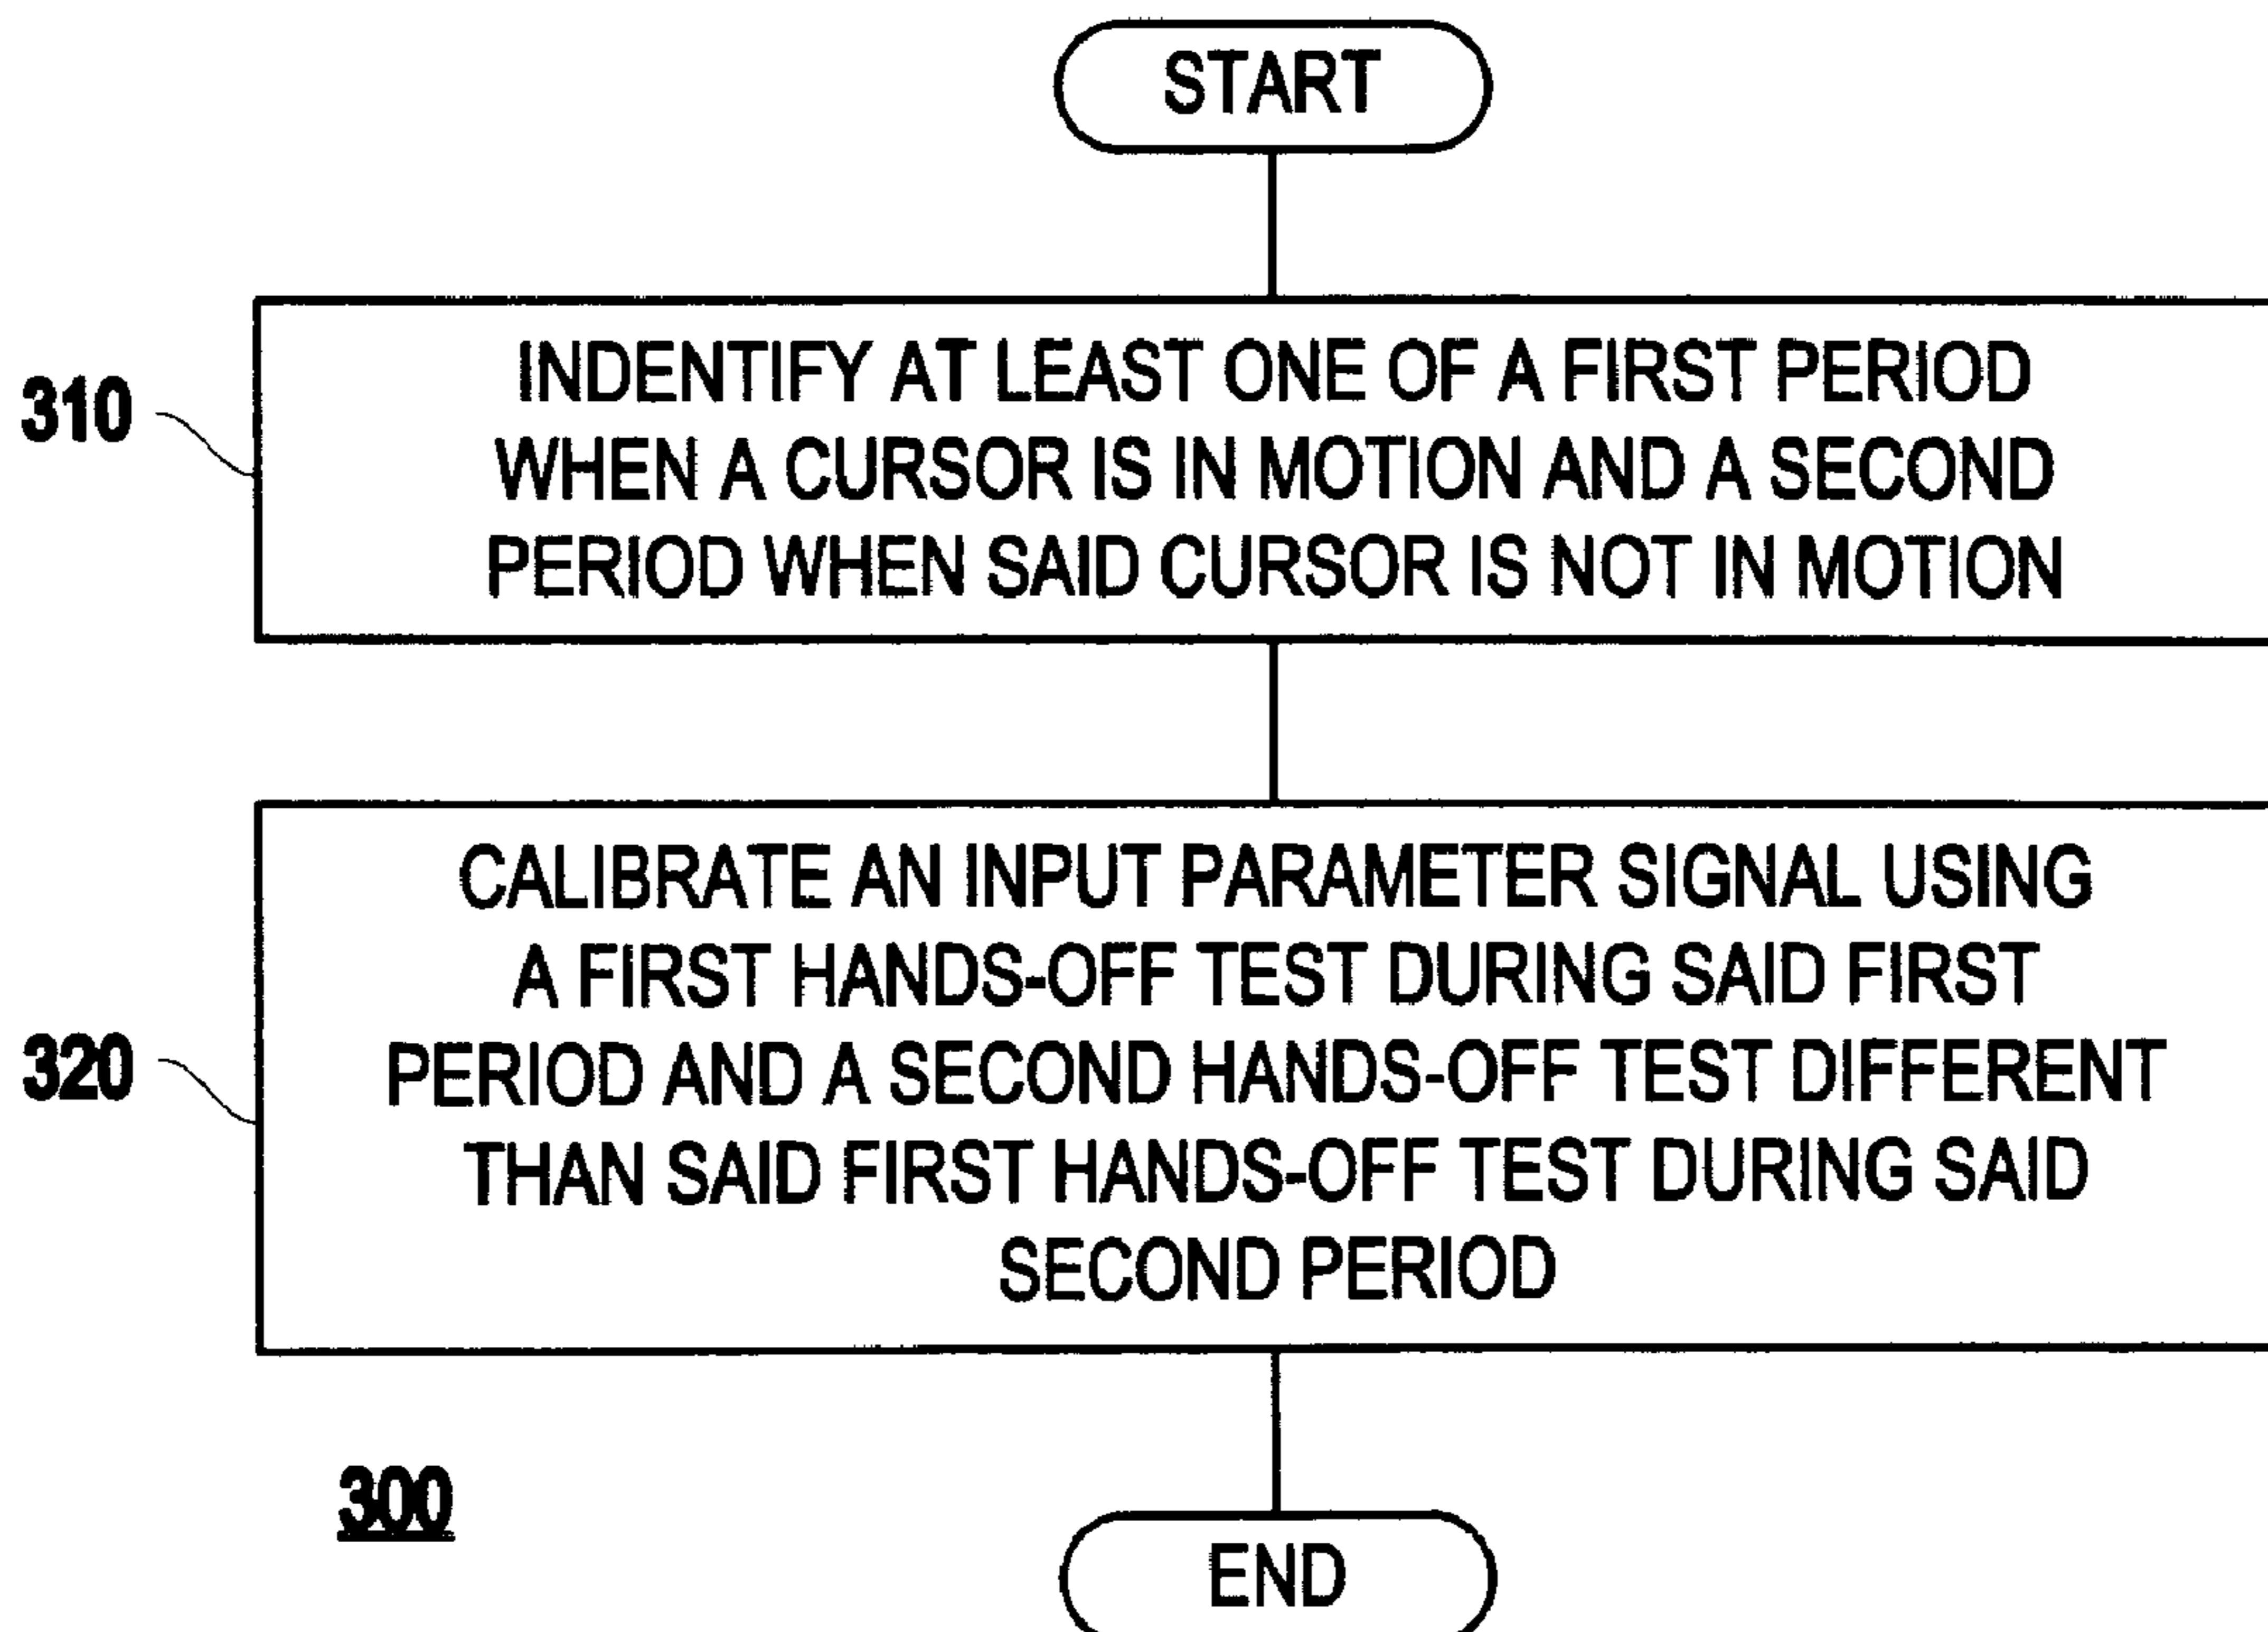 START
310
INDENTIFY AT LEAST ONE OF A FIRST PERIOD
WHEN A CURSOR IS IN MOTION AND A SECOND
PERIOD WHEN SAID CURSOR IS NOT IN MOTION
320
CALIBRATE AN INPUT PARAMETER SIGNAL USING
A FIRST HANDS-OFF TEST DURING SAID FIRST
PERIOD AND A SECOND HANDS-OFF TEST DIFFERENT
THAN SAID FIRST HANDS-OFF TEST DURING SAID
SECOND PERIOD
300
END